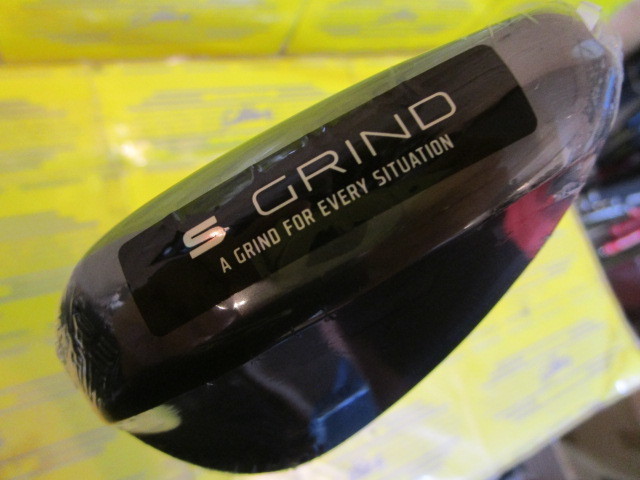 S GRIND
A GRIND FOR EVERY SITUATION